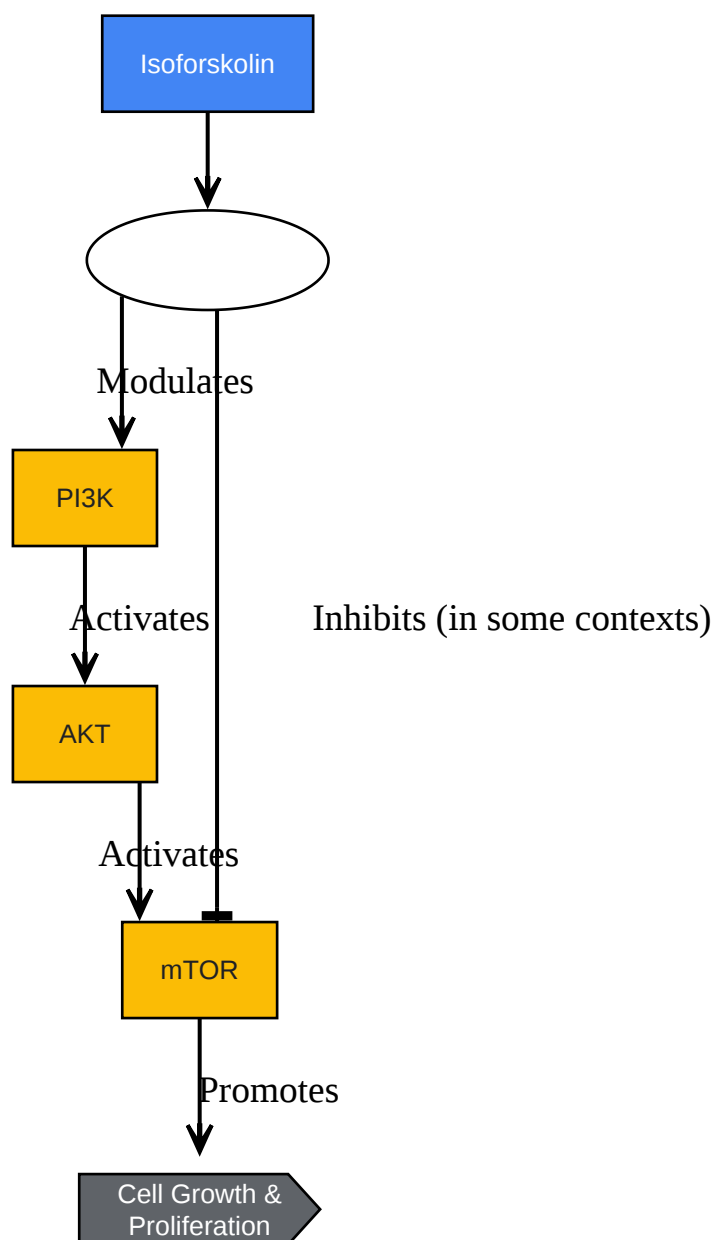 Isoforskolin
Modulates
PI3K
Activates
Inhibits (in some contexts)
AKT
Activates
mTOR
Promotes
Cell Growth &
Proliferation